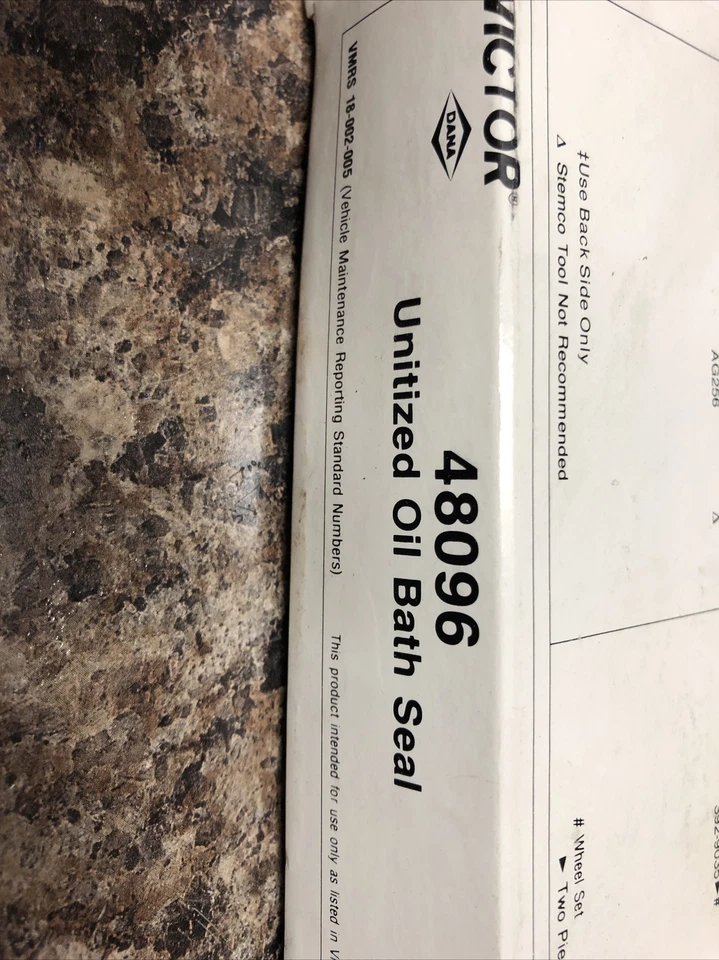 AG256
Δ
‡Use Back Side Only
Δ Stemco Tool Not Recommended
# Wheel Set
► Two Pie
VICTOR®
DANA
48096
Unitized Oil Bath Seal
VMRS 18-002-005 (Vehicle Maintenance Reporting Standard Numbers) This product intended for use only as listed in